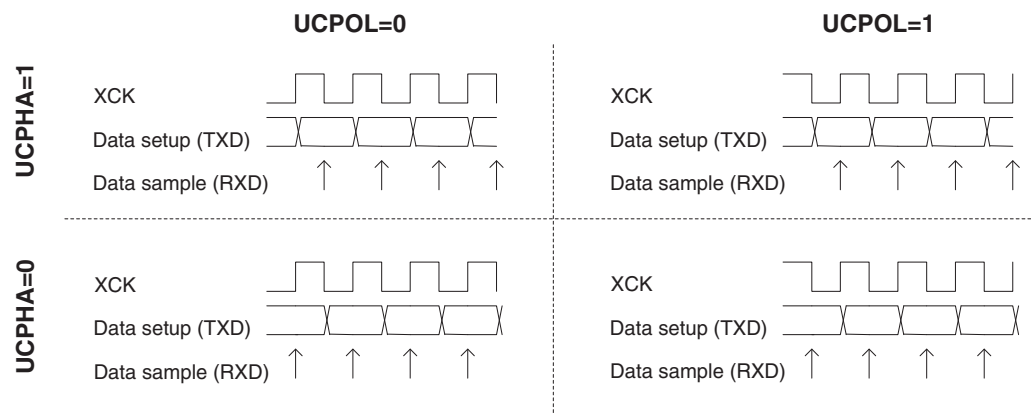 UCPOL=0
UCPOL=1
UCPHA=1
XCK
Data setup (TXD)
Data sample (RXD)
XCK
Data setup (TXD)
Data sample (RXD)
UCPHA=0
XCK
Data setup (TXD)
Data sample (RXD)
XCK
Data setup (TXD)
Data sample (RXD)